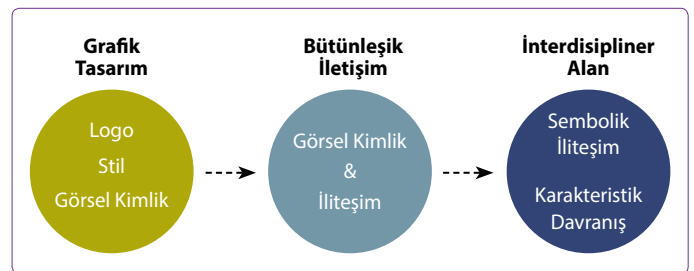 Grafik
Tasarım
Logo
Stil
Görsel Kimlik
Bütünleşik
İletişim
Görsel Kimlik
&
İliteşim
İnterdisipliner
Alan
Sembolik
İliteşim
Karakteristik
Davranış